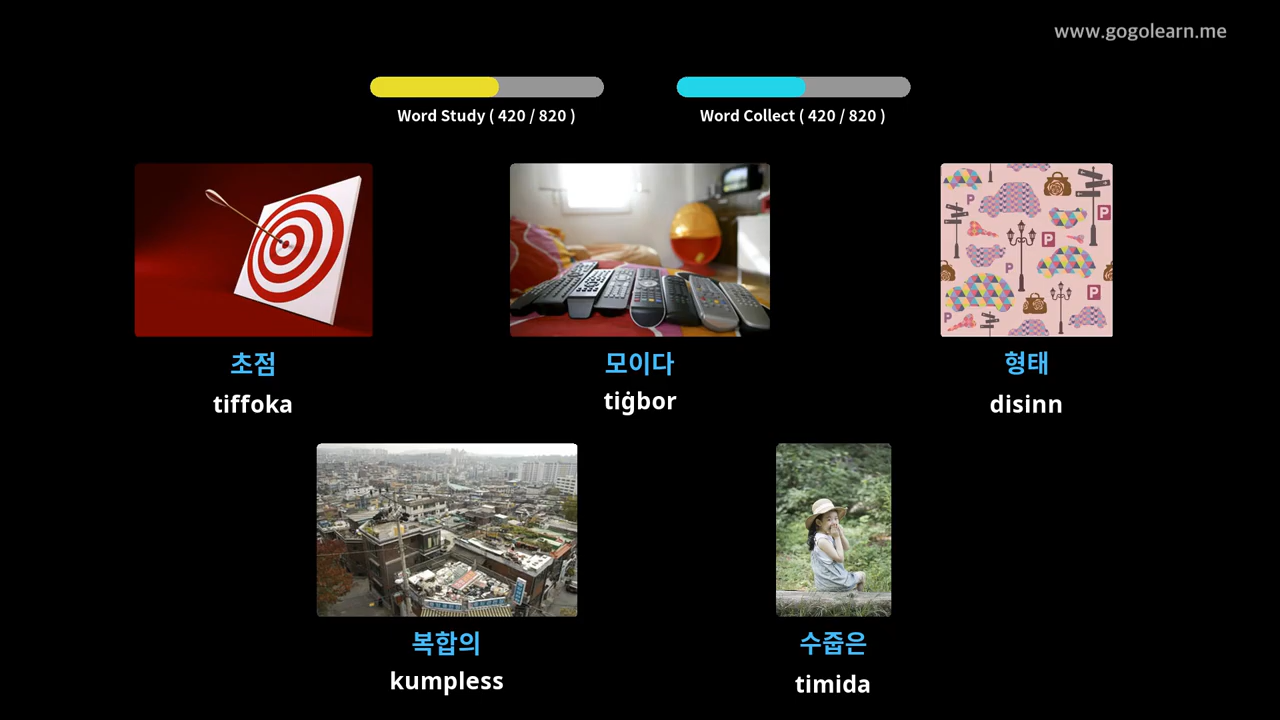 www.gogolearn.me
Word Study ( 420 / 820 )
Word Collect ( 420 / 820 )
초점
tiffoka
모이다
tiġbor
형태
disinn
복합의
kumpless
수줍은
timida